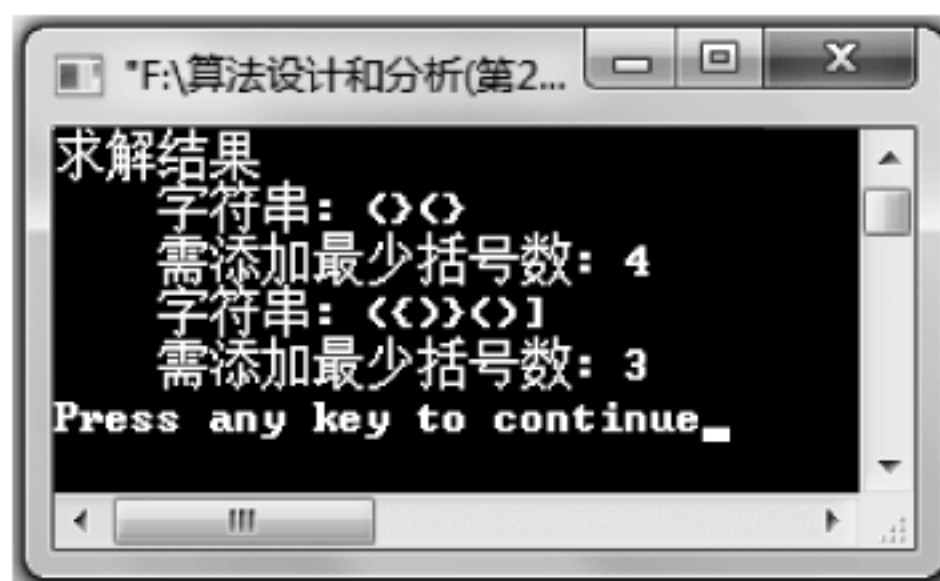 "F:\算法设计和分析(第2...
求解结果
字符串:
需添加最少括号数: 4
字符串: ({)}()]
需添加最少括号数: 3
Press any key to continue